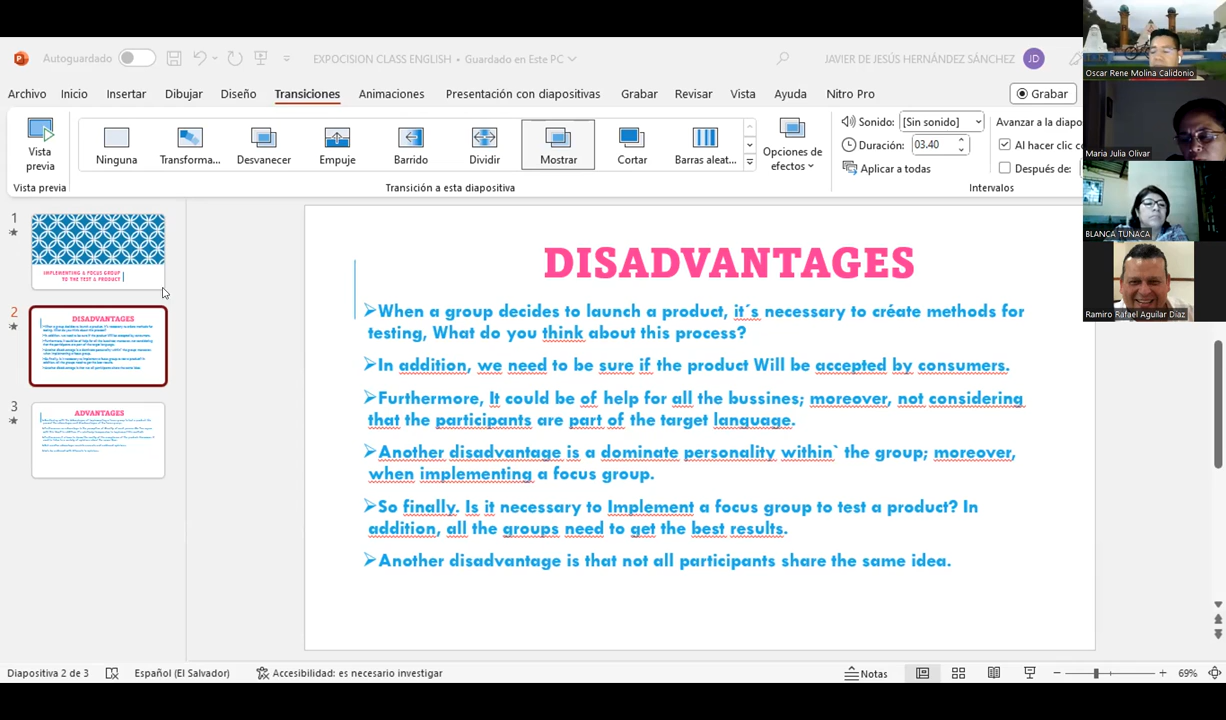 Autoguardado
EXPOCISION CLASS ENGLISH • Guardado en Este PC
JAVIER DE JESÚS HERNÁNDEZ SÁNCHEZ JD
Archivo Inicio Insertar Dibujar Diseño Transiciones Animaciones Presentación con diapositivas Grabar Revisar Vista Ayuda Nitro Pro
Grabar
Vista previa
Ninguna Transforma... Desvanecer Empuje Barrido Dividir Mostrar Cortar Barras aleat...
Opciones de efectos
Sonido: [Sin sonido]
Duración: 03.40
Aplicar a todas
Avanzar a la diapo
Al hacer clic c
Después de:
Vista previa
Transición a esta diapositiva
Intervalos
Oscar Rene Molina Calidonio
Maria Julia Olivar
BLANCA TUNACA
Ramiro Rafael Aguilar Diaz
1
IMPLEMENTING A FOCUS GROUP
TO THE TEST A PRODUCT
2
DISADVANTAGES
3
ADVANTAGES
DISADVANTAGES
➢When a group decides to launch a product, it´s necessary to créate methods for
testing, What do you think about this process?
➢In addition, we need to be sure if the product Will be accepted by consumers.
➢Furthermore, It could be of help for all the bussines; moreover, not considering
that the participants are part of the target language.
➢Another disadvantage is a dominate personality within` the group; moreover,
when implementing a focus group.
➢So finally. Is it necessary to Implement a focus group to test a product? In
addition, all the groups need to get the best results.
➢Another disadvantage is that not all participants share the same idea.
Diapositiva 2 de 3
Español (El Salvador)
Accesibilidad: es necesario investigar
Notas
69%